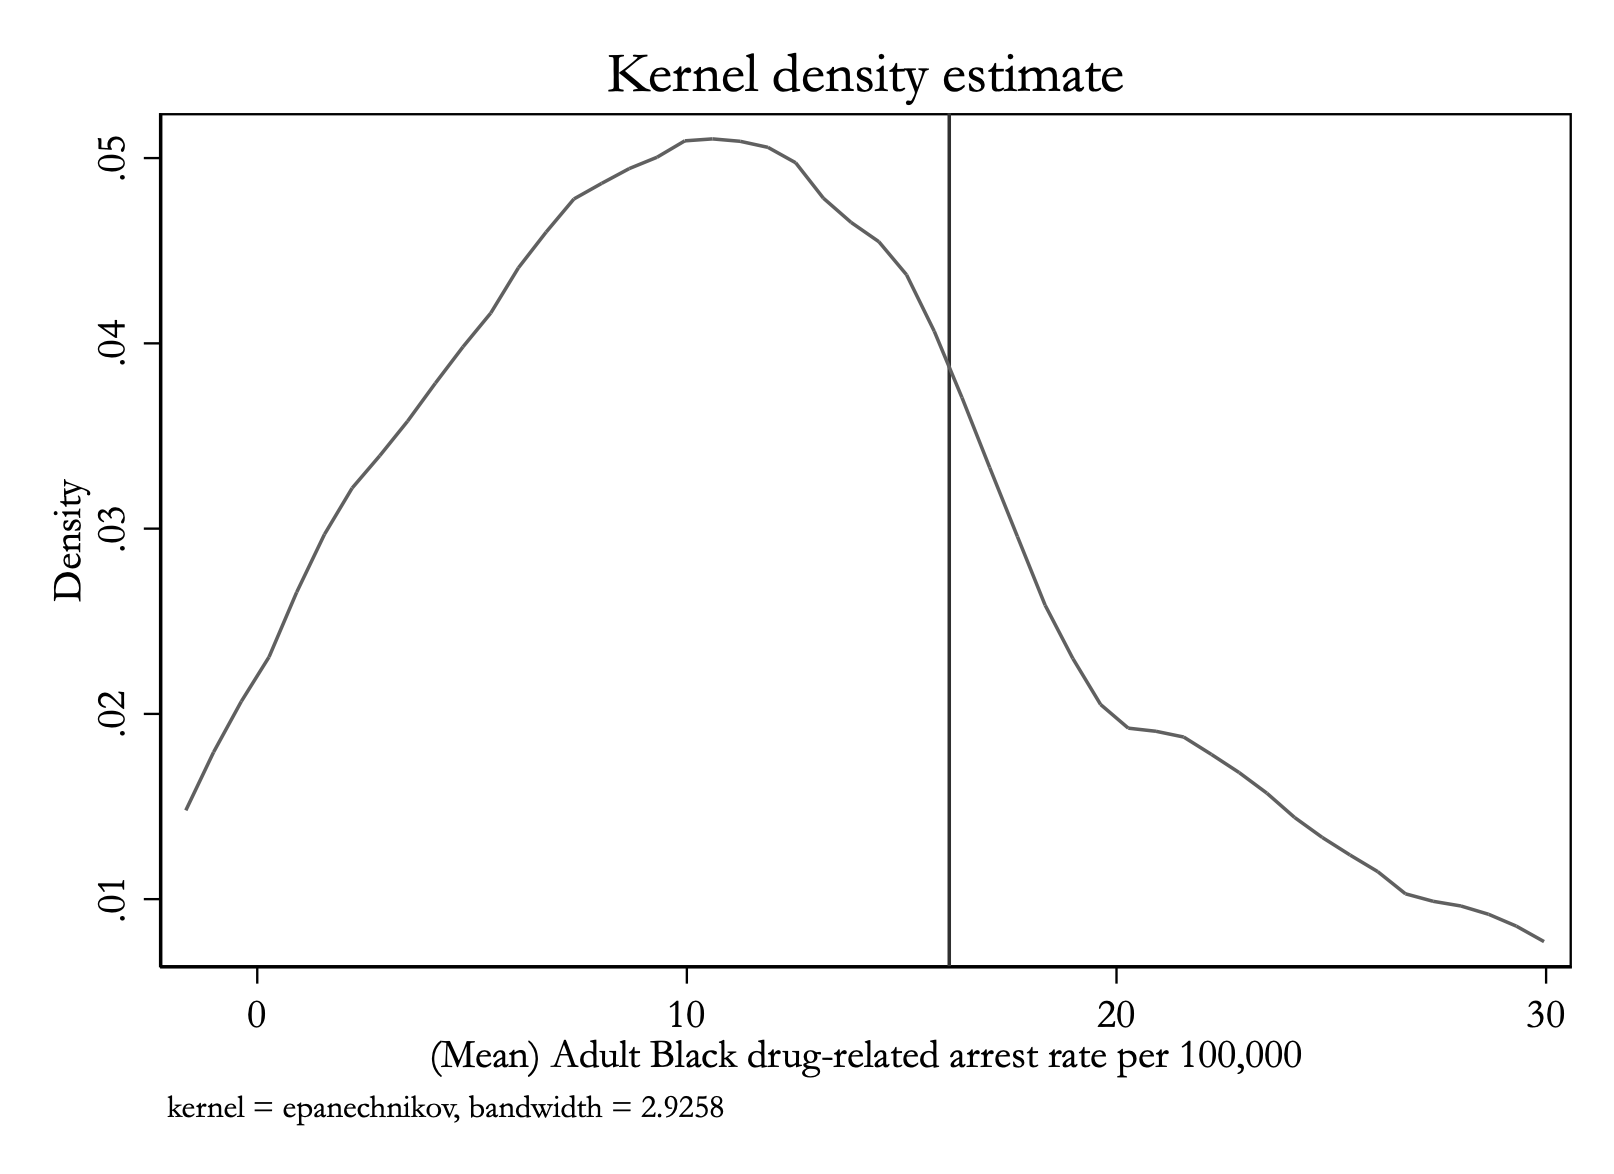 Kernel density estimate
.05
.04
.03
.02
.01
Density
0 10 20 30
(Mean) Adult Black drug-related arrest rate per 100,000
kernel = epanechnikov, bandwidth = 2.9258